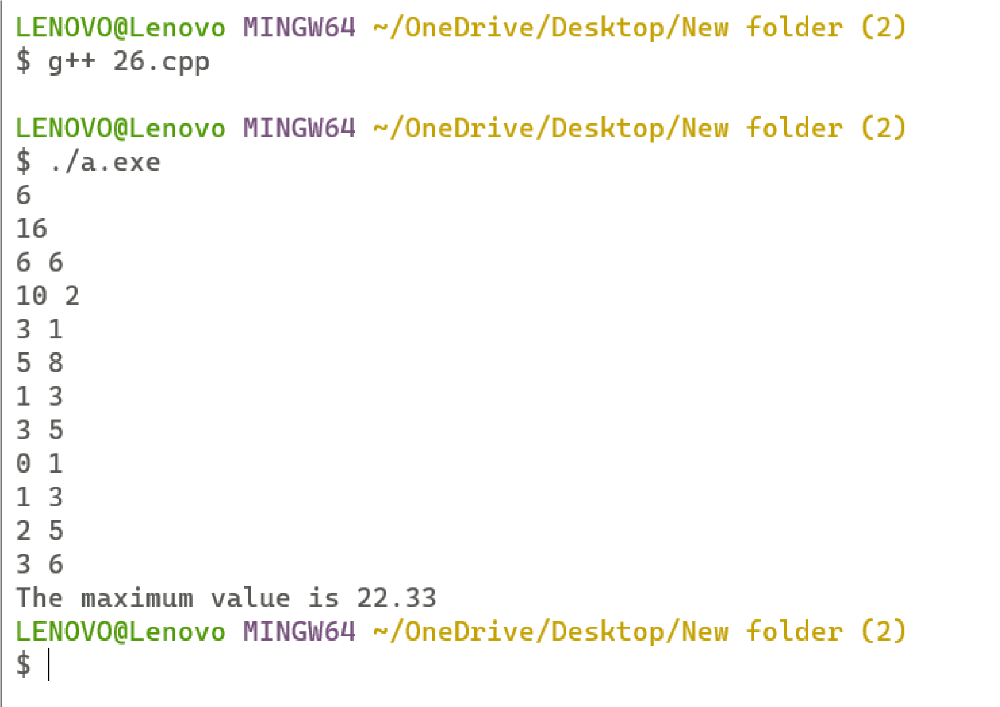 LENOVO@Lenovo MINGW64 ~/OneDrive/Desktop/New folder (2)
$ g++ 26.cpp
LENOVO@Lenovo MINGW64 ~/OneDrive/Desktop/New folder (2)
$ ./a.exe
6
16
6 6
10 2
3 1
5 8
1 3
3 5
0 1
1 3
2 5
3 6
The maximum value is 22.33
LENOVO@Lenovo MINGW64 ~/OneDrive/Desktop/New folder (2)
$